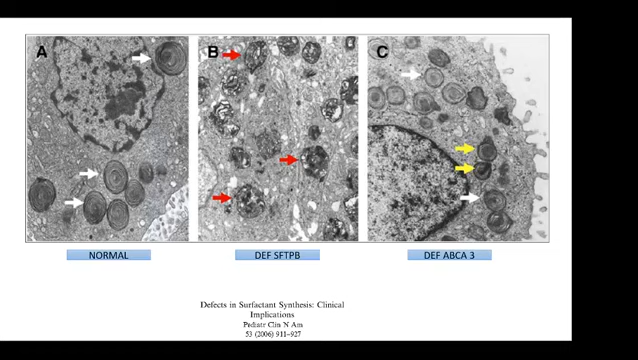 A
B
C
NORMAL
DEF SFTPB
DEF ABCA 3
Defects in Surfactant Synthesis: Clinical
Implications
Pediatr Clin N Am
53 (2006) 911–927